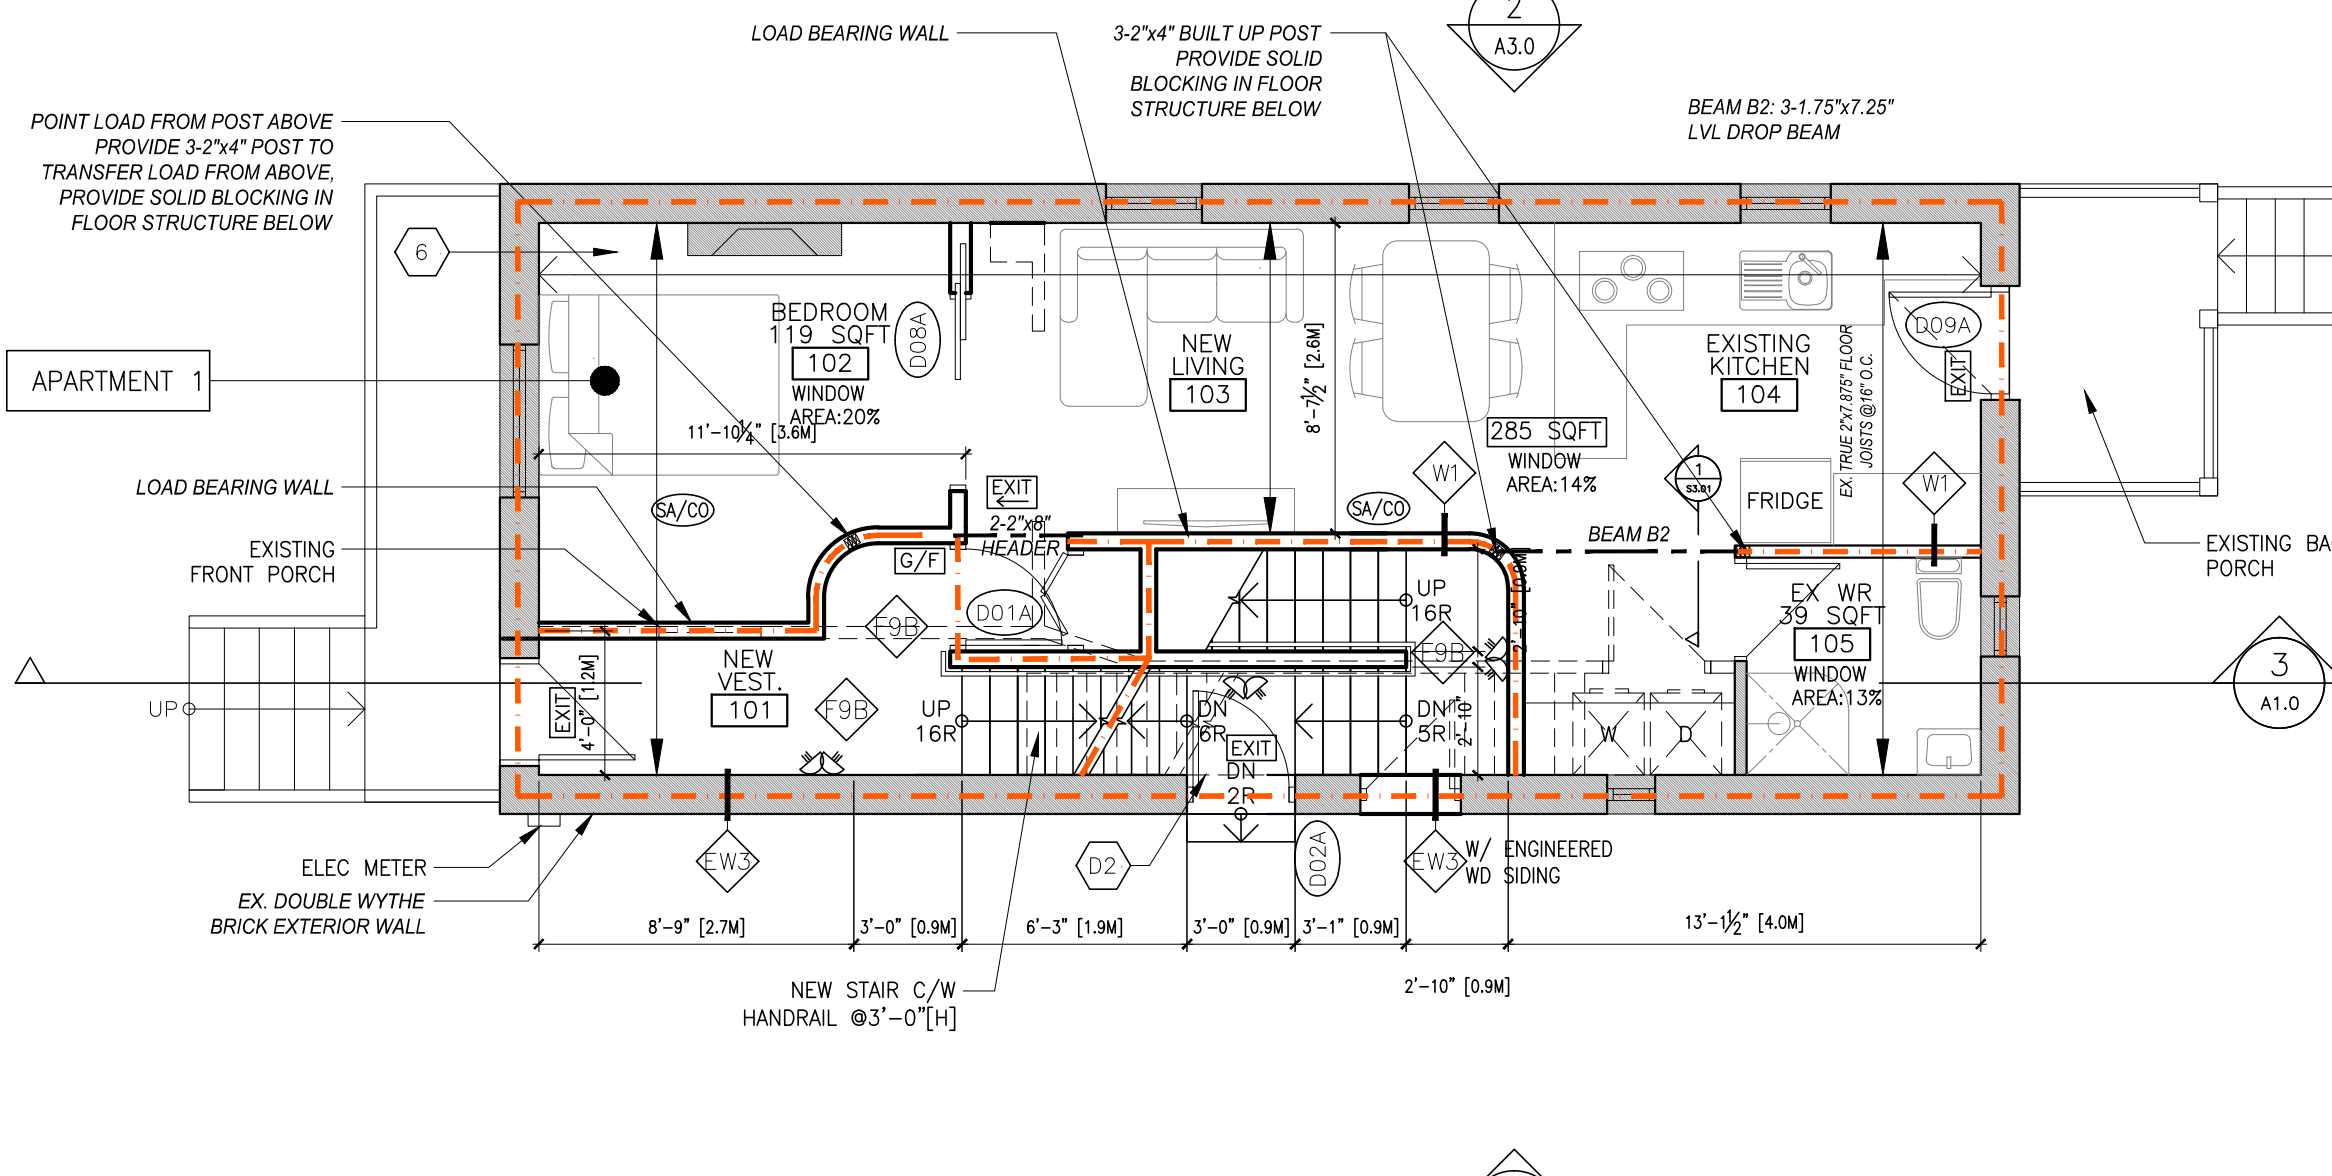 2
A3.0
LOAD BEARING WALL
3-2"x4" BUILT UP POST
PROVIDE SOLID
BLOCKING IN FLOOR
STRUCTURE BELOW
BEAM B2: 3-1.75"x7.25"
LVL DROP BEAM
POINT LOAD FROM POST ABOVE
PROVIDE 3-2"x4" POST TO
TRANSFER LOAD FROM ABOVE,
PROVIDE SOLID BLOCKING IN
FLOOR STRUCTURE BELOW
6
APARTMENT 1
BEDROOM
119 SQFT
102
WINDOW
AREA:20%
D08A
11'-10¼" [3.6M]
NEW
LIVING
103
8'-7½" [2.6M]
EXISTING
KITCHEN
104
EX. TRUE 2"x7.875" FLOOR
JOISTS @16" O.C.
D09A
EXIT
285 SQFT
WINDOW
AREA:14%
W1
1
S3.01
FRIDGE
W1
LOAD BEARING WALL
SA/CO
EXIT
2-2"x8"
HEADER
SA/CO
BEAM B2
EXISTING
FRONT PORCH
G/F
EXISTING BA
PORCH
F9B
D01A
UP
16R
F9B
2'-10" [0.9M]
EX WR
39 SQFT
105
WINDOW
AREA:13%
NEW
VEST.
101
4'-0" [1.2M]
EXIT
UP
F9B
UP
16R
DN
6R
EXIT
DN
2R
DN
5R
2'-10"
W
D
3
A1.0
ELEC METER
EX. DOUBLE WYTHE
BRICK EXTERIOR WALL
EW3
D2
D02A
EW3
W/ ENGINEERED
WD SIDING
8'-9" [2.7M]
3'-0" [0.9M]
6'-3" [1.9M]
3'-0" [0.9M]
3'-1" [0.9M]
13'-1½" [4.0M]
2'-10" [0.9M]
NEW STAIR C/W
HANDRAIL @3'-0"[H]